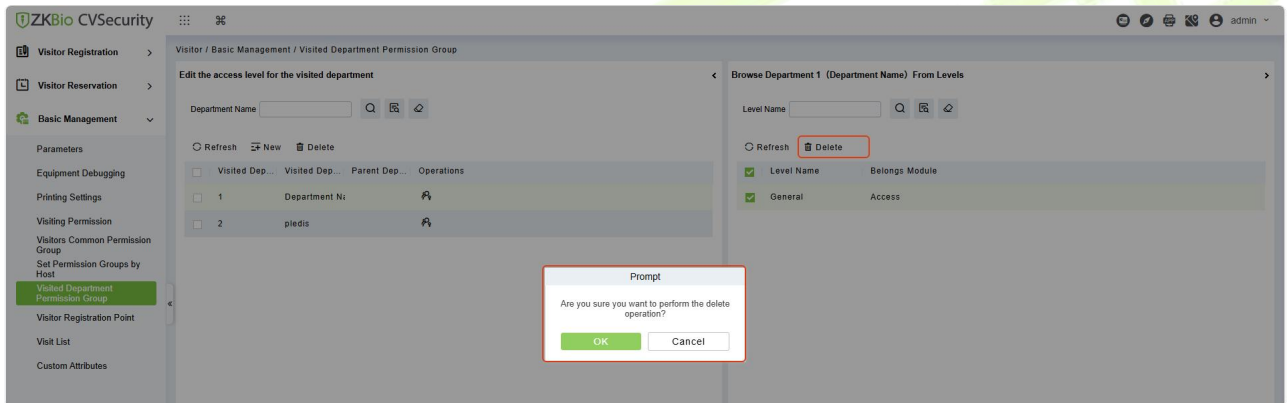 ZKBio CVSecurity
admin
Visitor Registration
Visitor Reservation
Basic Management
Parameters
Equipment Debugging
Printing Settings
Visiting Permission
Visitors Common Permission
Group
Set Permission Groups by
Host
Visited Department
Permission Group
Visitor Registration Point
Visit List
Custom Attributes
Visitor / Basic Management / Visited Department Permission Group
Edit the access level for the visited department
Department Name
Refresh New Delete
Visited Dep... Visited Dep... Parent Dep... Operations
1 Department Na
2 pledis
Browse Department 1 (Department Name) From Levels
Level Name
Refresh Delete
Level Name Belongs Module
General Access
Prompt
Are you sure you want to perform the delete
operation?
OK Cancel